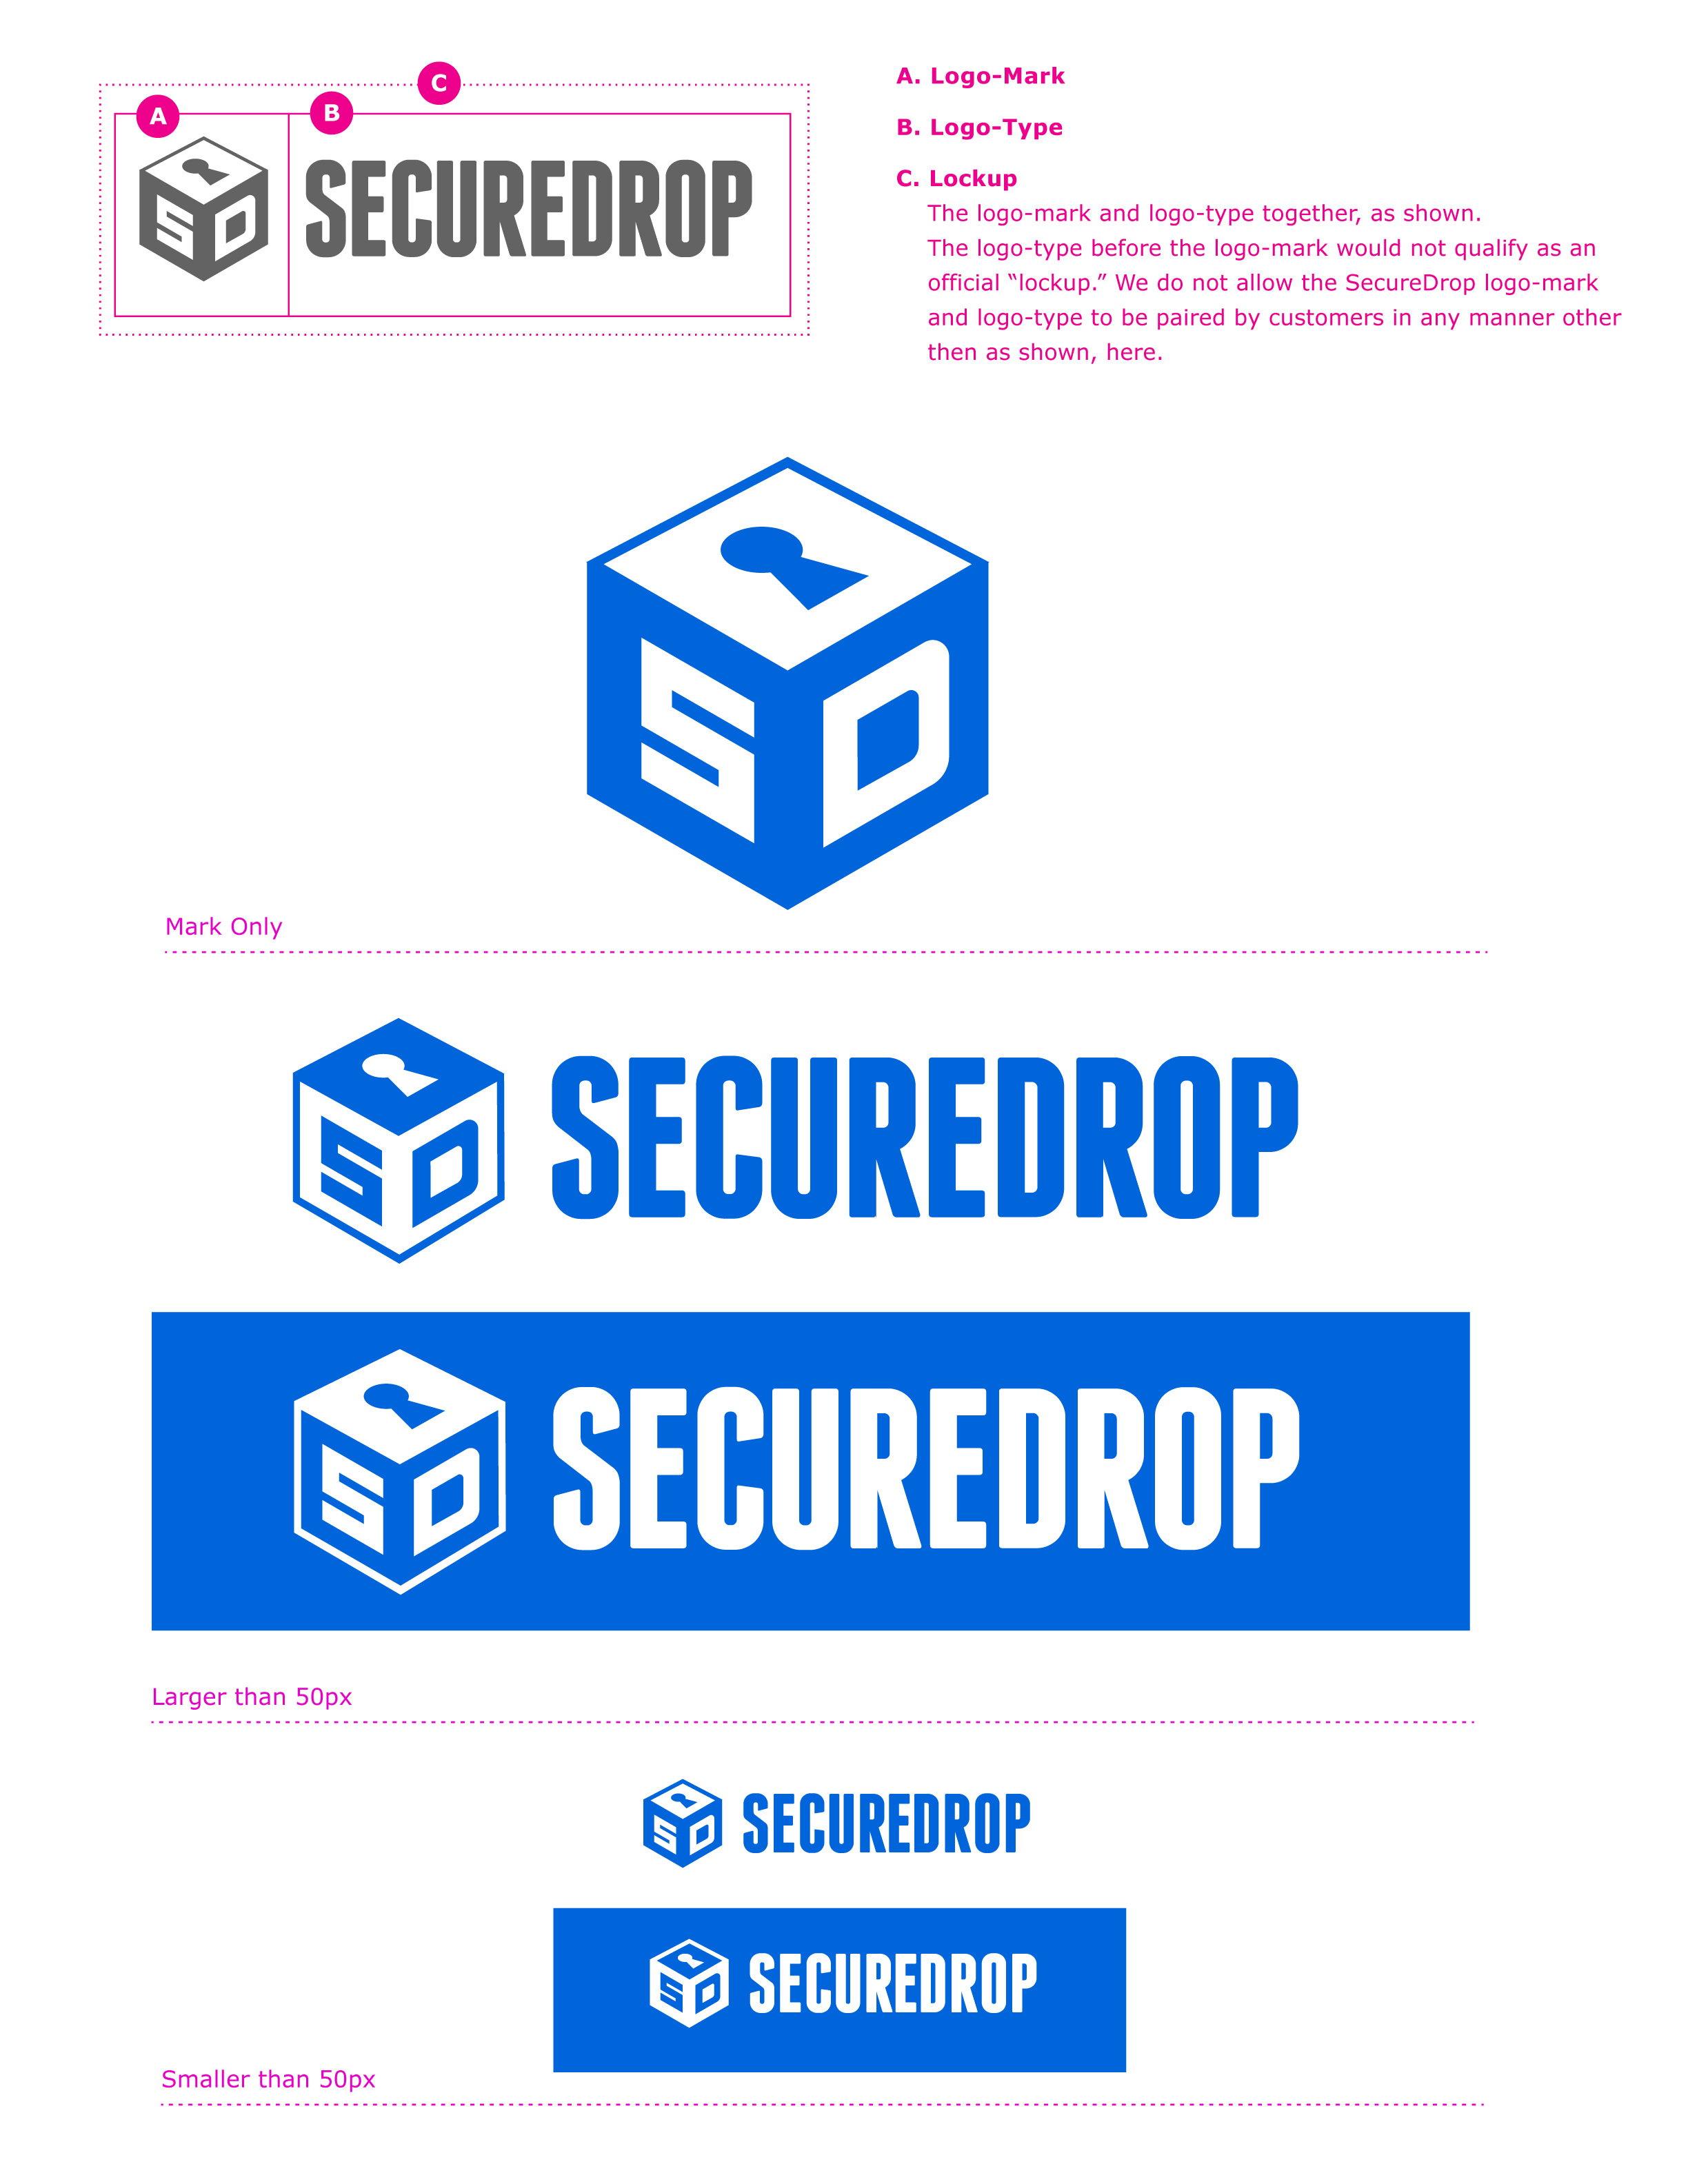 C
A
B
SD
SECUREDROP
A. Logo-Mark
B. Logo-Type
C. Lockup
The logo-mark and logo-type together, as shown.
The logo-type before the logo-mark would not qualify as an
official “lockup.” We do not allow the SecureDrop logo-mark
and logo-type to be paired by customers in any manner other
then as shown, here.
SD
Mark Only
SD
SECUREDROP
SD
SECUREDROP
Larger than 50px
SD
SECUREDROP
SD
SECUREDROP
Smaller than 50px